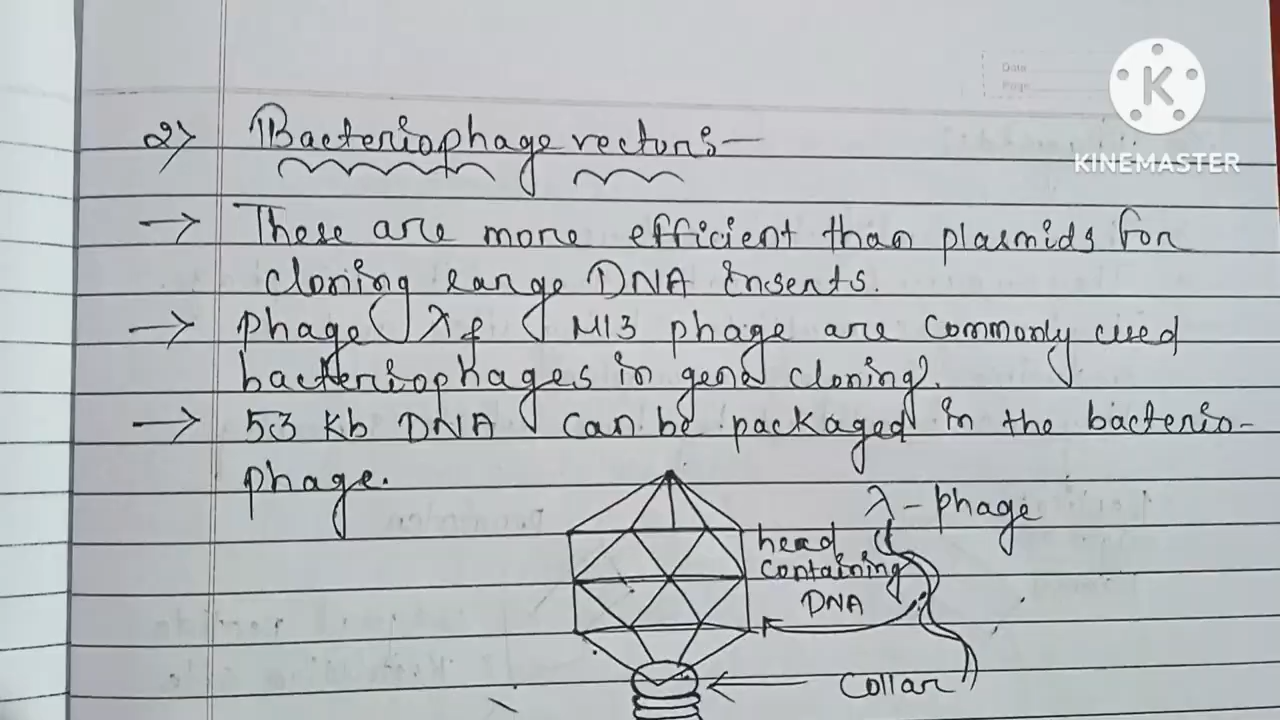 Date
Page
K
KINEMASTER
2) Bacteriophage vectors—
→ These are more efficient than plasmids for
cloning large DNA inserts.
→ Phage λ & M13 phage are commonly used
bacteriophages in gene cloning.
→ 53 Kb DNA can be packaged in the bacterio-
phage.
λ - phage
head
containing
DNA
Collar